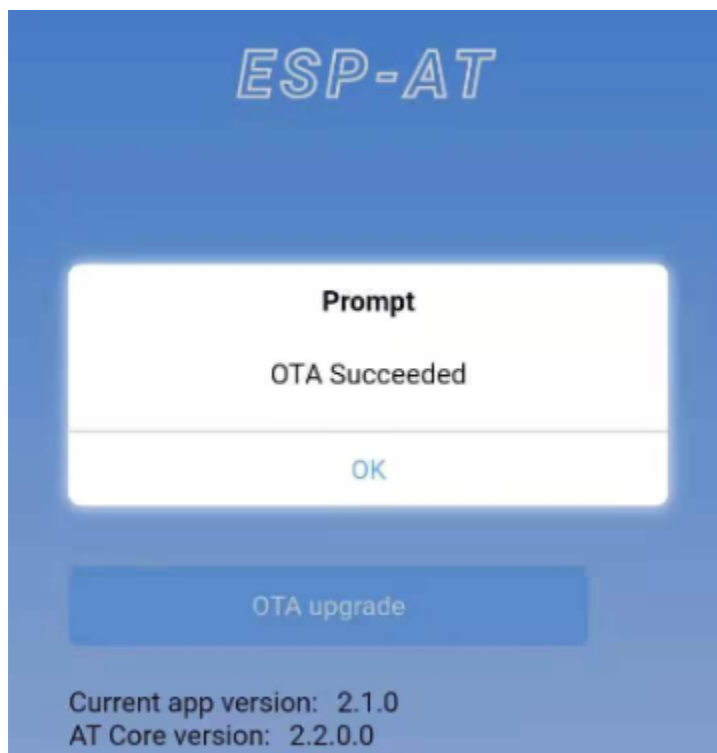 ESP-AT
Prompt
OTA Succeeded
OK
OTA upgrade
Current app version: 2.1.0
AT Core version: 2.2.0.0